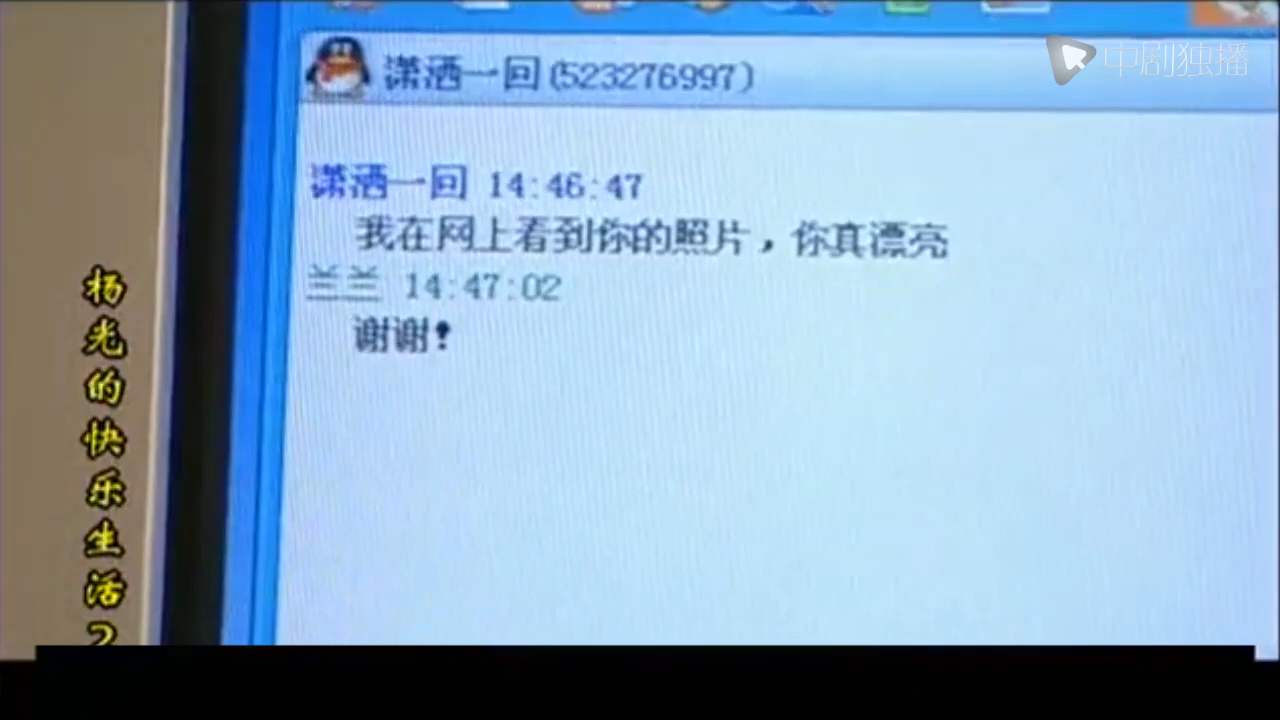 中剧独播
潇洒一回(523276997)
潇洒一回 14:46:47
我在网上看到你的照片，你真漂亮
兰兰 14:47:02
谢谢！
杨光的快乐生活2